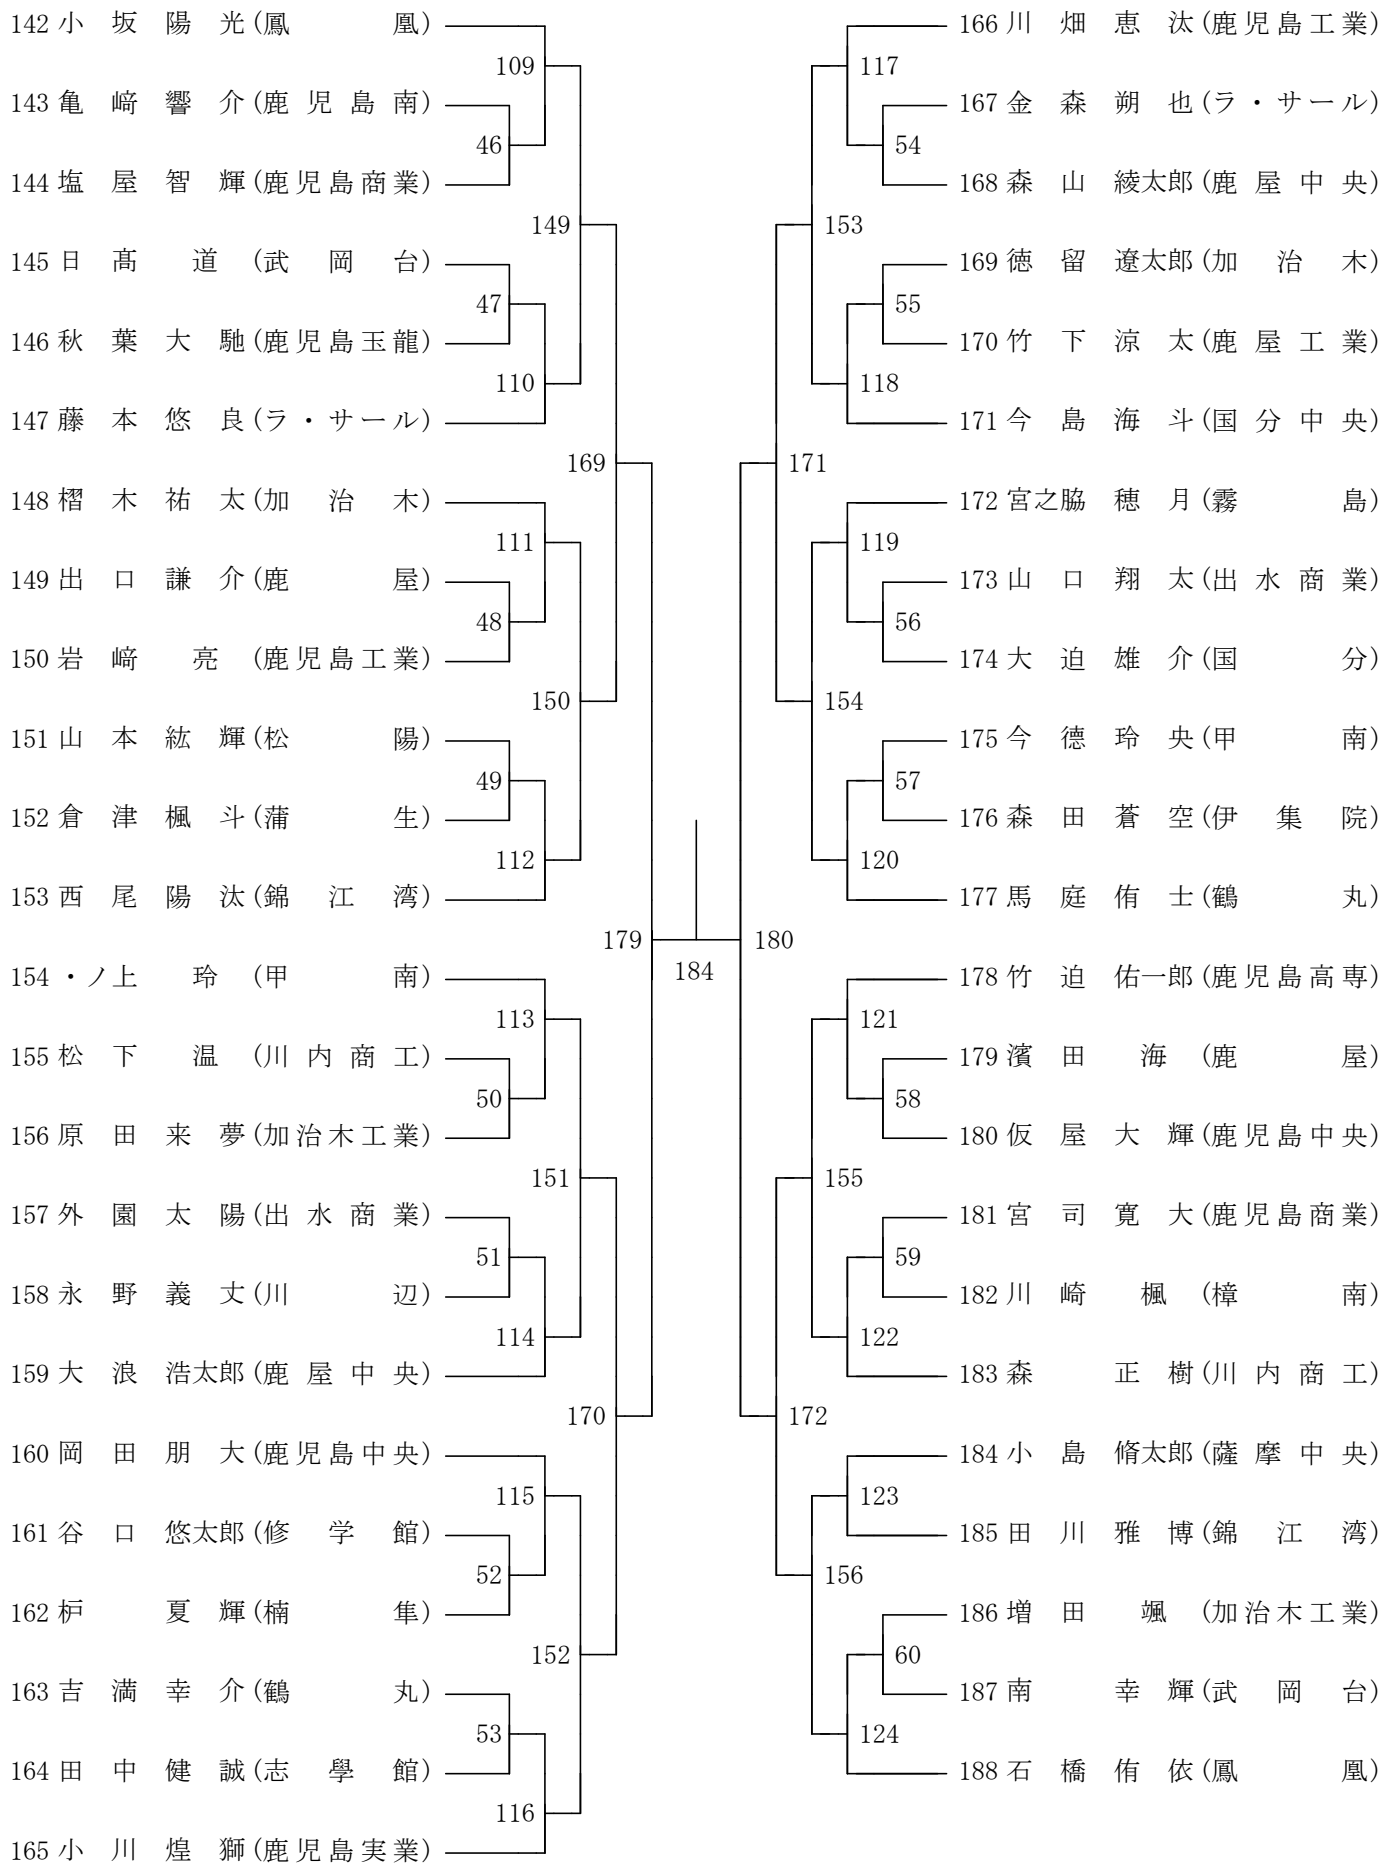 142 小坂陽光(鳳凰)
109
143 亀﨑響介(鹿児島南)
46
144 塩屋智輝(鹿児島商業)
149
145 日髙道(武岡台)
47
146 秋葉大馳(鹿児島玉龍)
110
147 藤本悠良(ラ・サール)
169
148 櫂木祐太(加治木)
111
149 出口謙介(鹿屋)
48
150 岩﨑亮(鹿児島工業)
150
151 山本紘輝(松陽)
49
152 倉津楓斗(蒲生)
112
153 西尾陽汰(錦江湾)
179
154 ・ノ上玲(甲南)
113
155 松下温(川内商工)
50
156 原田来夢(加治木工業)
151
157 外園太陽(出水商業)
51
158 永野義丈(川辺)
114
159 大浪浩太郎(鹿屋中央)
170
160 岡田朋大(鹿児島中央)
115
161 谷口悠太郎(修学館)
52
162 枦夏輝(楠隼)
152
163 吉満幸介(鶴丸)
53
164 田中健誠(志學館)
116
165 小川煌獅(鹿児島実業)
184
166 川畑恵汰(鹿児島工業)
117
167 金森朔也(ラ・サール)
54
168 森山綾太郎(鹿屋中央)
153
169 徳留遼太郎(加治木)
55
170 竹下涼太(鹿屋工業)
118
171 今島海斗(国分中央)
171
172 宮之脇穂月(霧島)
119
173 山口翔太(出水商業)
56
174 大迫雄介(国分)
154
175 今德玲央(甲南)
57
176 森田蒼空(伊集院)
120
177 馬庭侑士(鶴丸)
180
178 竹迫佑一郎(鹿児島高専)
121
179 濱田海(鹿屋)
58
180 仮屋大輝(鹿児島中央)
155
181 宮司寛大(鹿児島商業)
59
182 川崎楓(樟南)
122
183 森正樹(川内商工)
172
184 小島脩太郎(薩摩中央)
123
185 田川雅博(錦江湾)
156
186 増田颯(加治木工業)
60
187 南幸輝(武岡台)
124
188 石橋侑依(鳳凰)